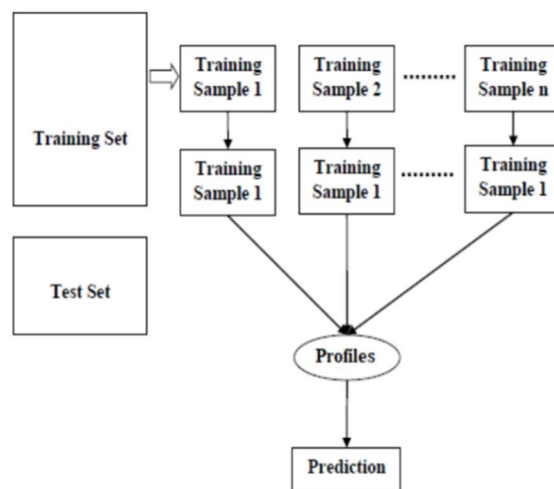 Training
Sample 1
Training
Sample 2
.........
Training
Sample n
Training Set
Training
Sample 1
Training
Sample 1
.........
Training
Sample 1
Test Set
Profiles
Prediction